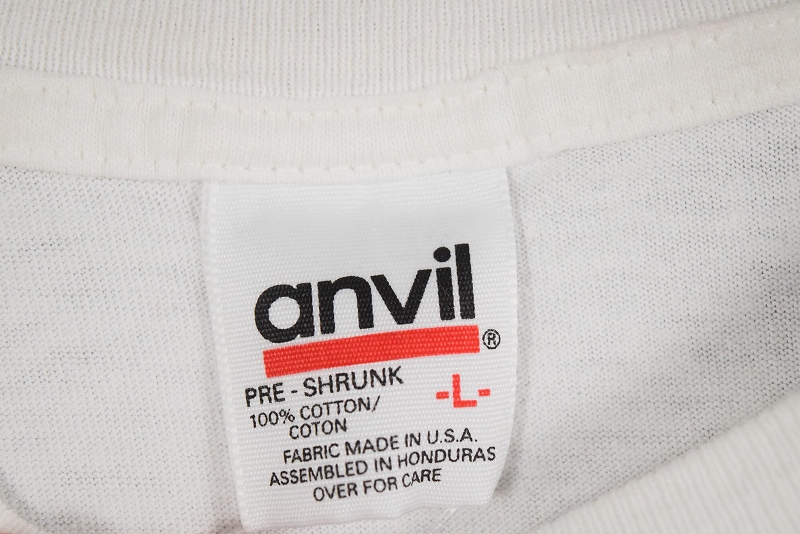 anvil®
PRE-SHRUNK -L-
100% COTTON/
COTON
FABRIC MADE IN U.S.A.
ASSEMBLED IN HONDURAS
OVER FOR CARE